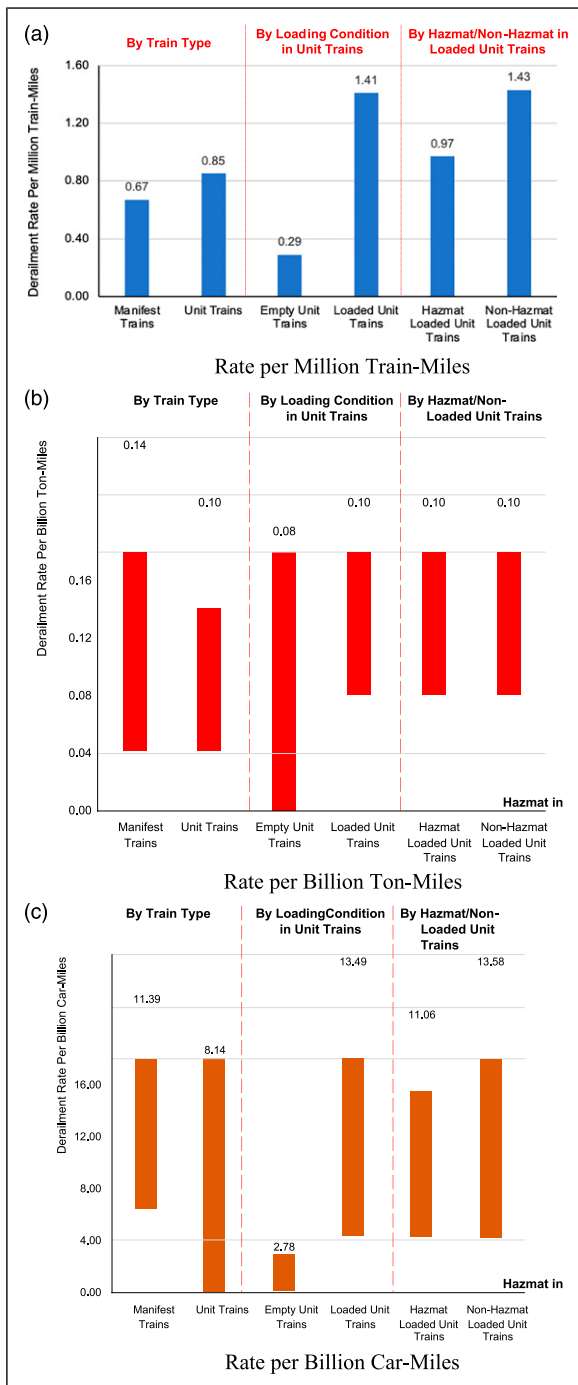 (a)
By Train Type
By Loading Condition
in Unit Trains
By Hazmat/Non-Hazmat in
Loaded Unit Trains
Derailment Rate Per Million Train-Miles
1.60
1.20
0.80
0.40
0.00
0.67
0.85
0.29
1.41
0.97
1.43
Manifest
Trains
Unit Trains
Empty Unit
Trains
Loaded Unit
Trains
Hazmat
Loaded Unit
Trains
Non-Hazmat
Loaded Unit
Trains
Rate per Million Train-Miles
(b)
By Train Type
By Loading Condition
in Unit Trains
By Hazmat/Non-
Loaded Unit Trains
Derailment Rate Per Billion Ton-Miles
0.14
0.10
0.08
0.10
0.10
0.10
0.16
0.12
0.08
0.04
0.00
Hazmat in
Manifest
Trains
Unit Trains
Empty Unit
Trains
Loaded Unit
Trains
Hazmat
Loaded Unit
Trains
Non-Hazmat
Loaded Unit
Trains
Rate per Billion Ton-Miles
(c)
By Train Type
By LoadingCondition
in Unit Trains
By Hazmat/Non-
Loaded Unit
Trains
Derailment Rate Per Billion Car-Miles
11.39
8.14
2.78
13.49
11.06
13.58
16.00
12.00
8.00
4.00
0.00
Hazmat in
Manifest
Trains
Unit Trains
Empty Unit
Trains
Loaded Unit
Trains
Hazmat
Loaded Unit
Trains
Non-Hazmat
Loaded Unit
Trains
Rate per Billion Car-Miles